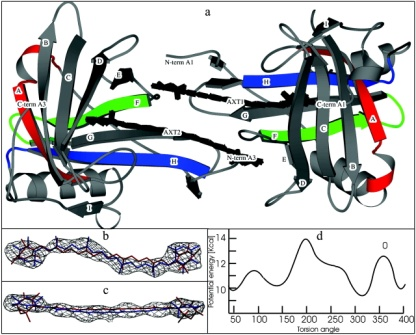 a
N-term A1
B
D
C
E
A
C-term A3
F
G
AXT2
H
I
H
AXT1
C-term A1
G
F
C
A
E
N-term A3
B
D
I
b
c
d
Potential energy [Kcal]
14
12
10
0
50 100 150 200 250 300 350 400
Torsion angle